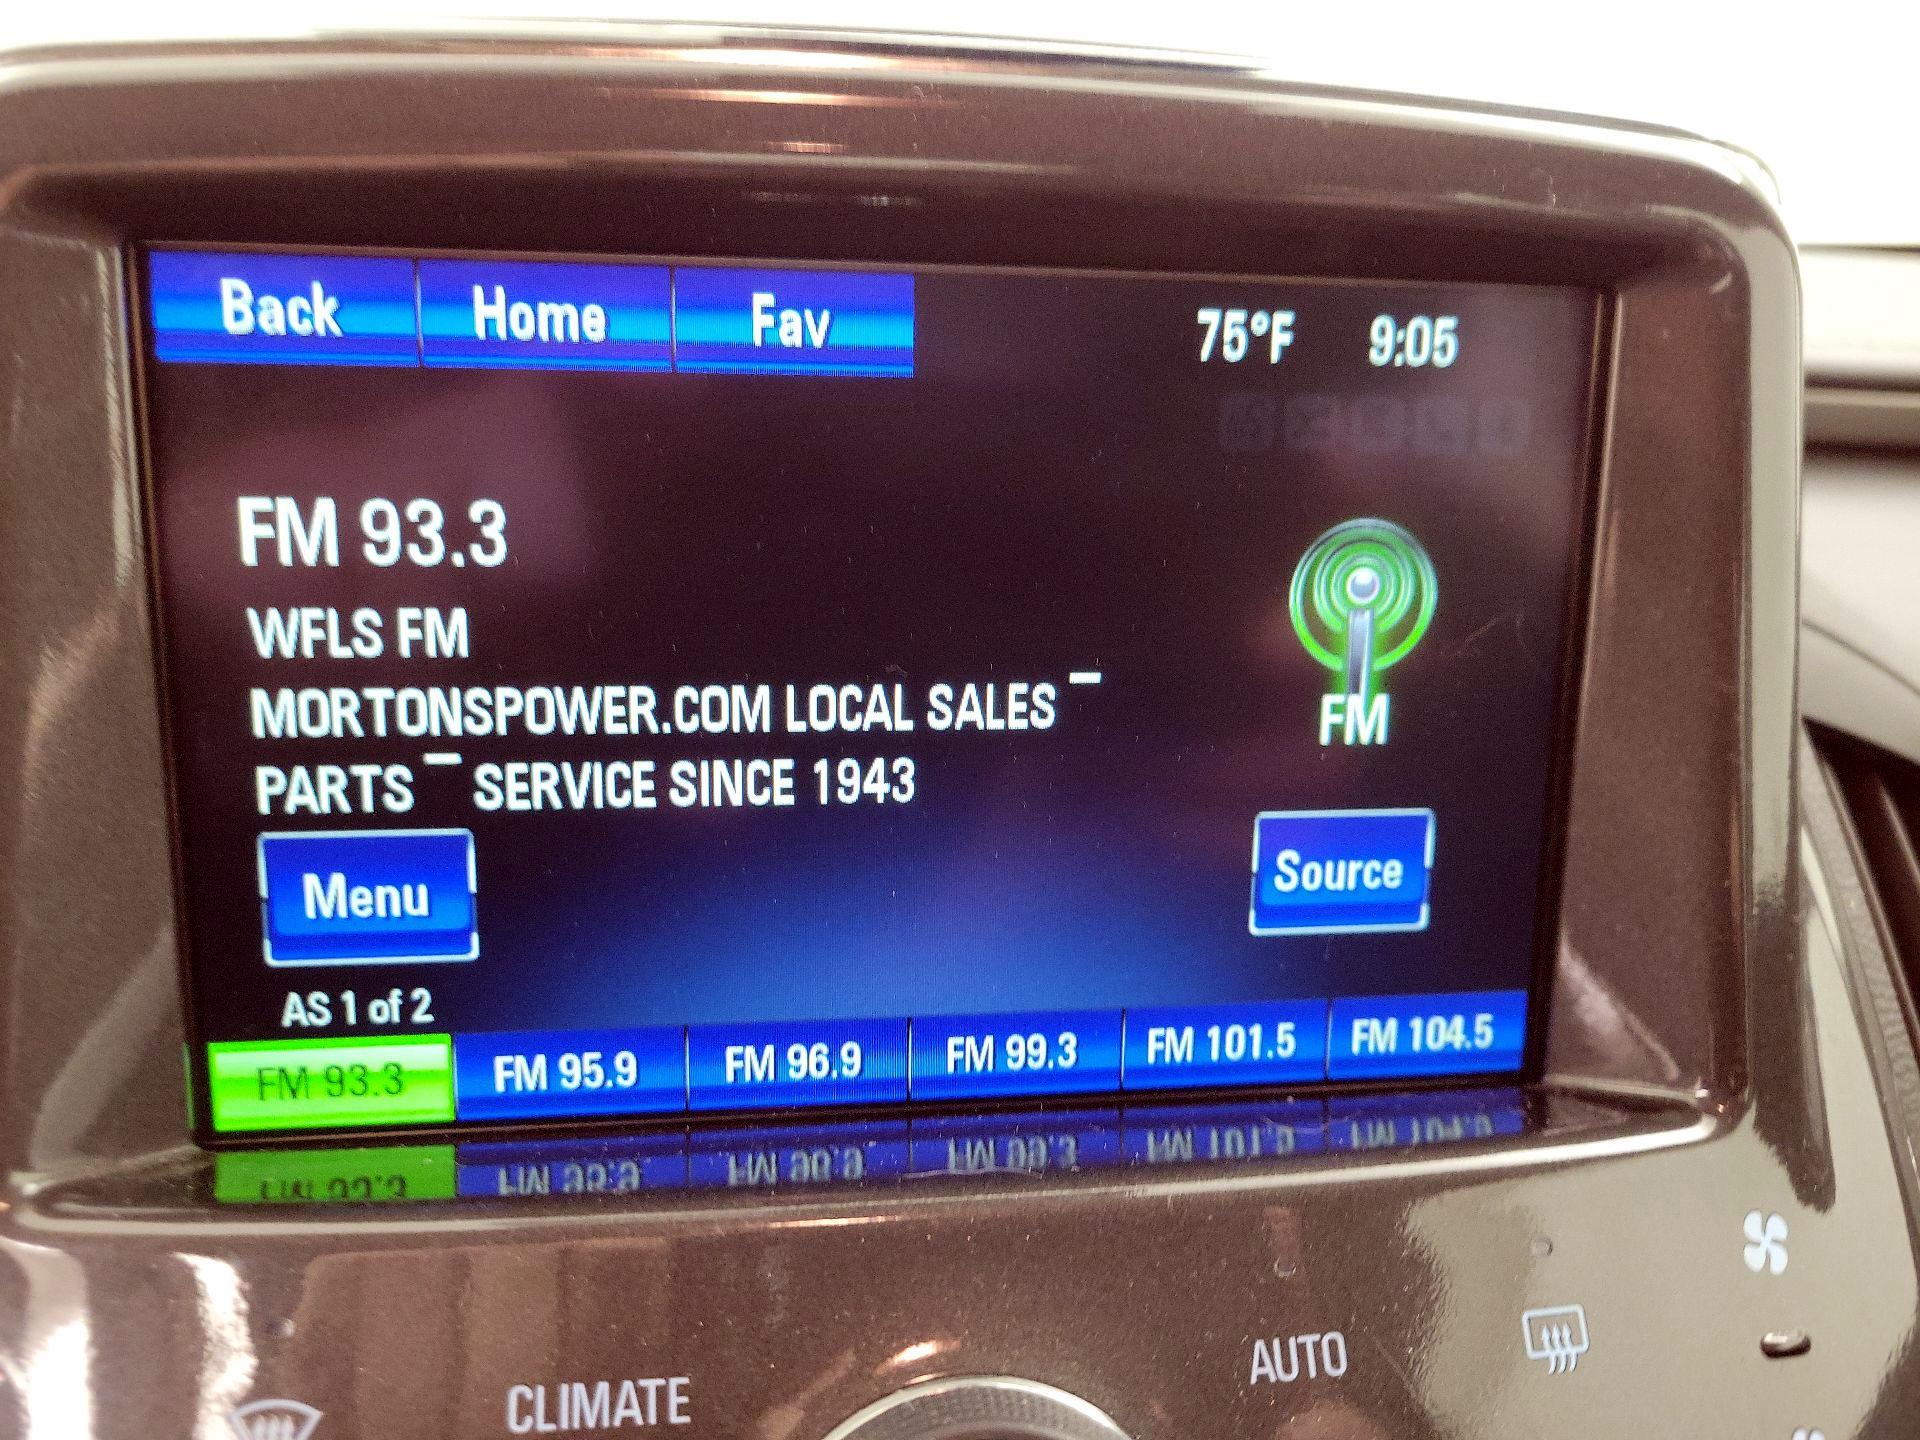 Back Home Fav 75°F 9:05
FM 93.3
WFLS FM
MORTONSPOWER.COM LOCAL SALES ¯
PARTS ¯ SERVICE SINCE 1943
FM
Menu
Source
AS 1 of 2
FM 93.3 FM 95.9 FM 96.9 FM 99.3 FM 101.5 FM 104.5
CLIMATE
AUTO